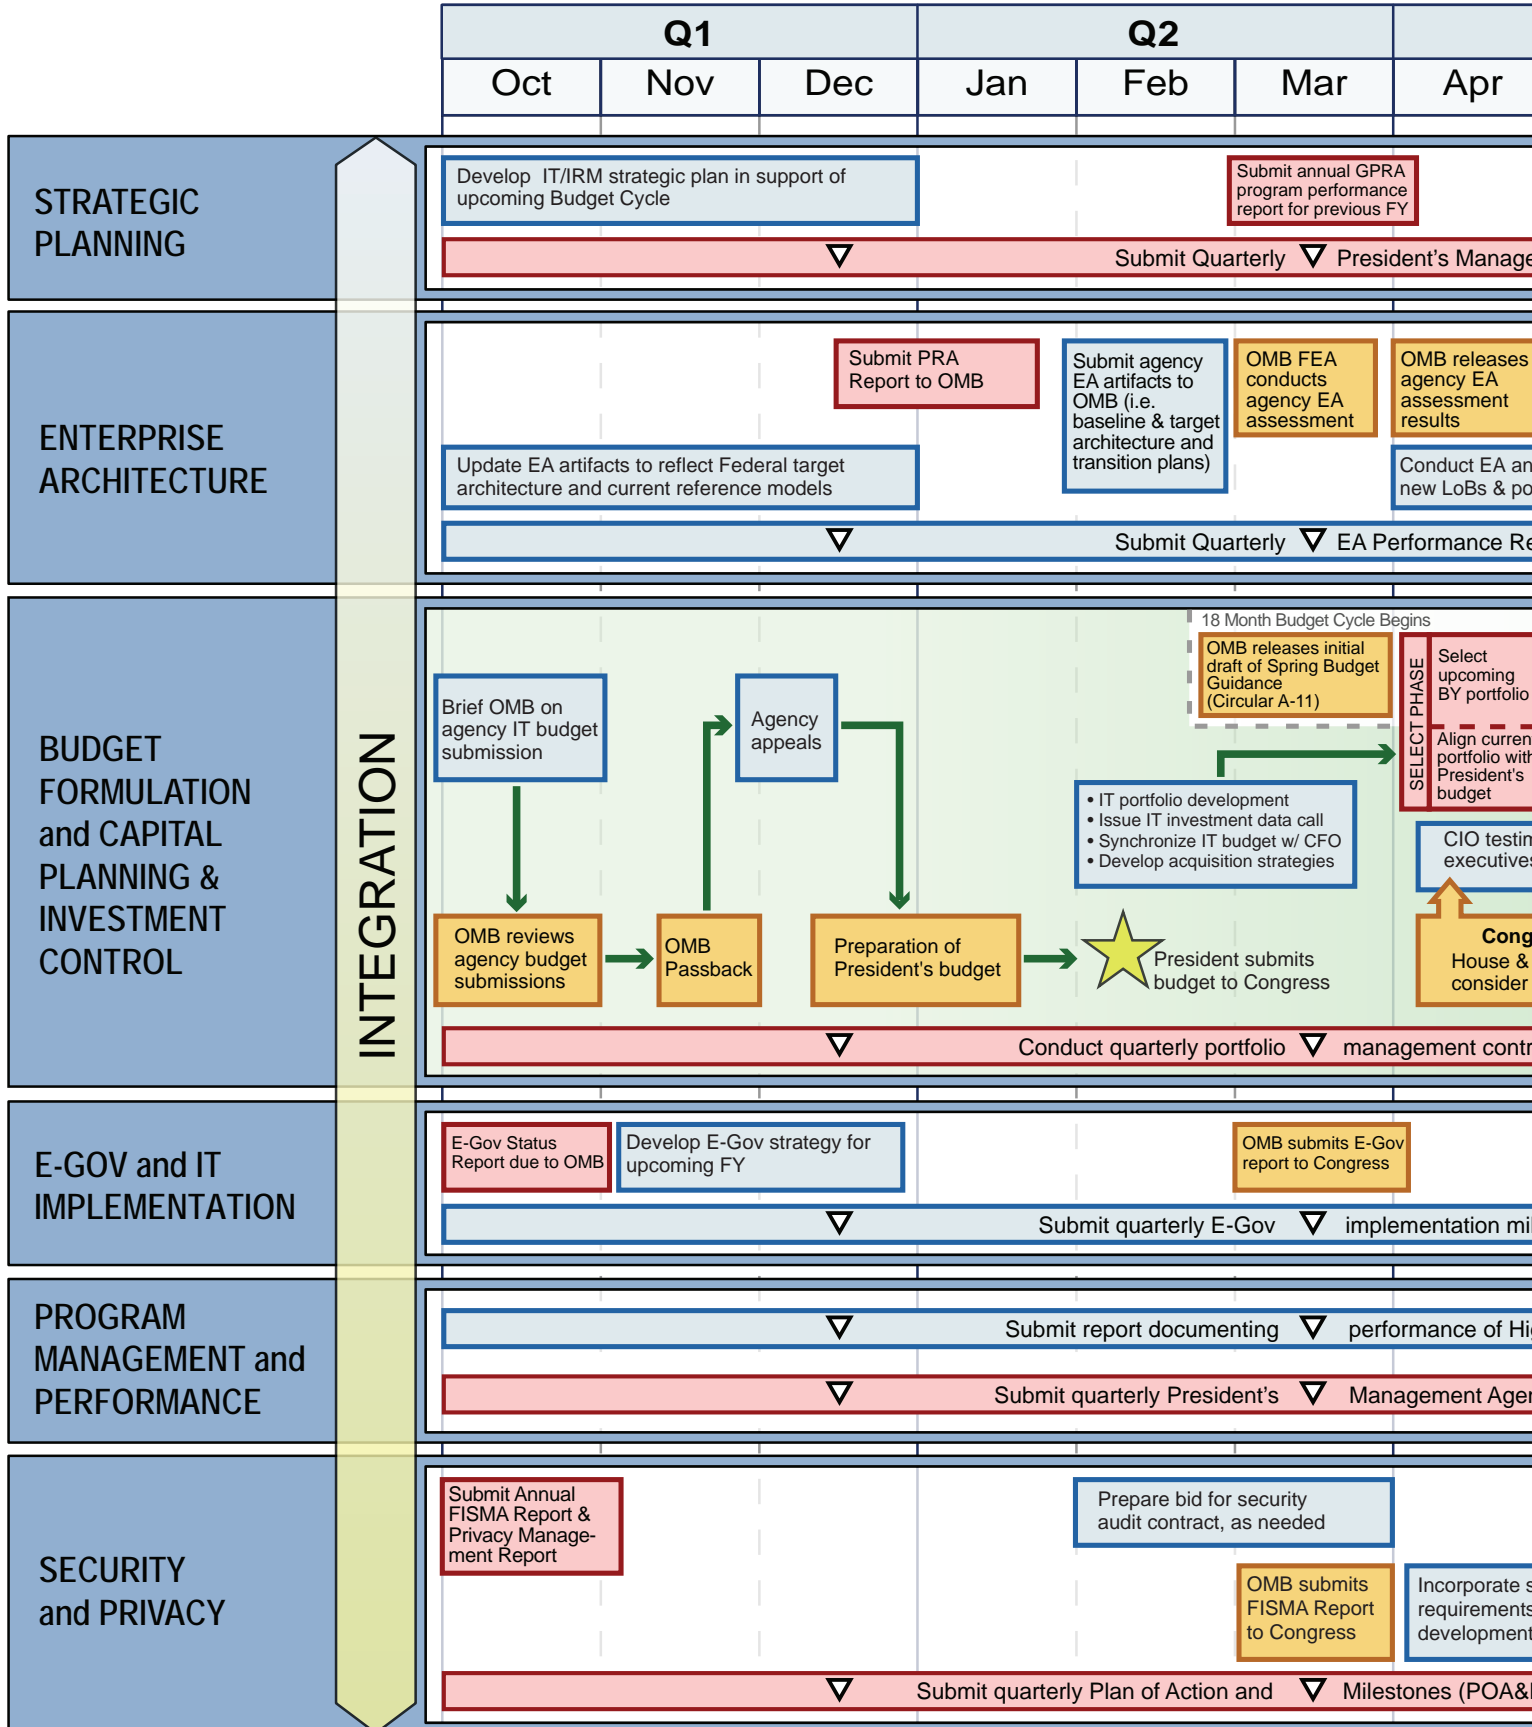 Q1
Q2
Oct
Nov
Dec
Jan
Feb
Mar
Apr
INTEGRATION
STRATEGIC
PLANNING
Develop IT/IRM strategic plan in support of
upcoming Budget Cycle
Submit annual GPRA
program performance
report for previous FY
Submit Quarterly
President's Manage
ENTERPRISE
ARCHITECTURE
Submit PRA
Report to OMB
Submit agency
EA artifacts to
OMB (i.e.
baseline & target
architecture and
transition plans)
OMB FEA
conducts
agency EA
assessment
OMB releases
agency EA
assessment
results
Update EA artifacts to reflect Federal target
architecture and current reference models
Conduct EA an
new LoBs & po
Submit Quarterly
EA Performance Re
BUDGET
FORMULATION
and CAPITAL
PLANNING &
INVESTMENT
CONTROL
18 Month Budget Cycle Begins
OMB releases initial
draft of Spring Budget
Guidance
(Circular A-11)
SELECT PHASE
Select
upcoming
BY portfolio
Align curren
portfolio with
President's
budget
Brief OMB on
agency IT budget
submission
Agency
appeals
• IT portfolio development
• Issue IT investment data call
• Synchronize IT budget w/ CFO
• Develop acquisition strategies
CIO testim
executives
OMB reviews
agency budget
submissions
OMB
Passback
Preparation of
President's budget
President submits
budget to Congress
Cong
House &
consider
Conduct quarterly portfolio
management contr
E-GOV and IT
IMPLEMENTATION
E-Gov Status
Report due to OMB
Develop E-Gov strategy for
upcoming FY
OMB submits E-Gov
report to Congress
Submit quarterly E-Gov
implementation mil
PROGRAM
MANAGEMENT and
PERFORMANCE
Submit report documenting
performance of Hig
Submit quarterly President's
Management Agen
SECURITY
and PRIVACY
Submit Annual
FISMA Report &
Privacy Manage-
ment Report
Prepare bid for security
audit contract, as needed
OMB submits
FISMA Report
to Congress
Incorporate s
requirements
development
Submit quarterly Plan of Action and
Milestones (POA&